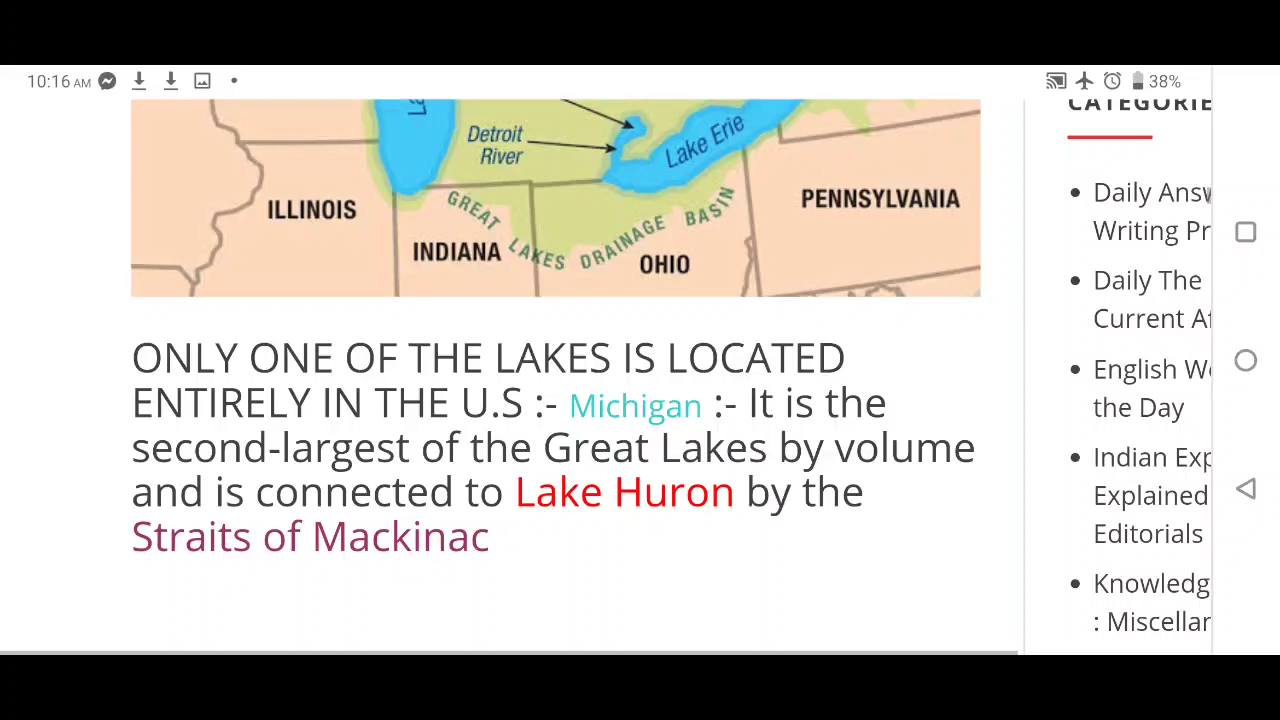 10:16 AM
38%
Detroit
River
Lake Erie
ILLINOIS
INDIANA
OHIO
PENNSYLVANIA
GREAT LAKES DRAINAGE BASIN
ONLY ONE OF THE LAKES IS LOCATED
ENTIRELY IN THE U.S :- Michigan :- It is the
second-largest of the Great Lakes by volume
and is connected to Lake Huron by the
Straits of Mackinac
CATEGORIE
Daily Answ
Writing Pr
Daily The
Current Af
English Wo
the Day
Indian Exp
Explained
Editorials
Knowledg
: Miscellan